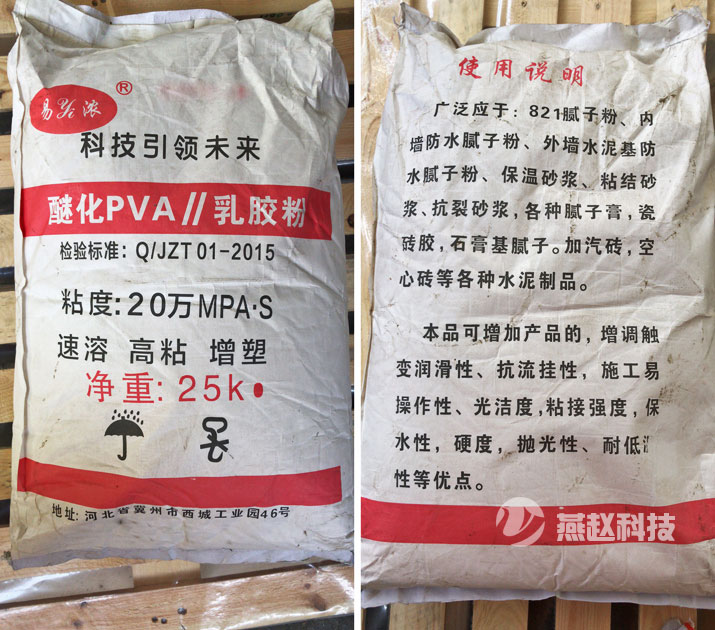 易 浓
®
科技引领未来
醚化PVA//乳胶粉
检验标准：Q/JZT 01-2015
粘度：20万MPA·S
速溶 高粘 增塑
净重：25k
地址：河北省冀州市西城工业园46号
使用说明
广泛应于：821腻子粉、内
墙防水腻子粉、外墙水泥基防
水腻子粉、保温砂浆、粘结砂
浆、抗裂砂浆，各种腻子膏，瓷
砖胶，石膏基腻子。加汽砖，空
心砖等各种水泥制品。
本品可增加产品的，增调触
变润滑性、抗流挂性，施工易
操作性、光洁度，粘接强度，保
水性，硬度，抛光性、耐低
性等优点。
燕赵科技